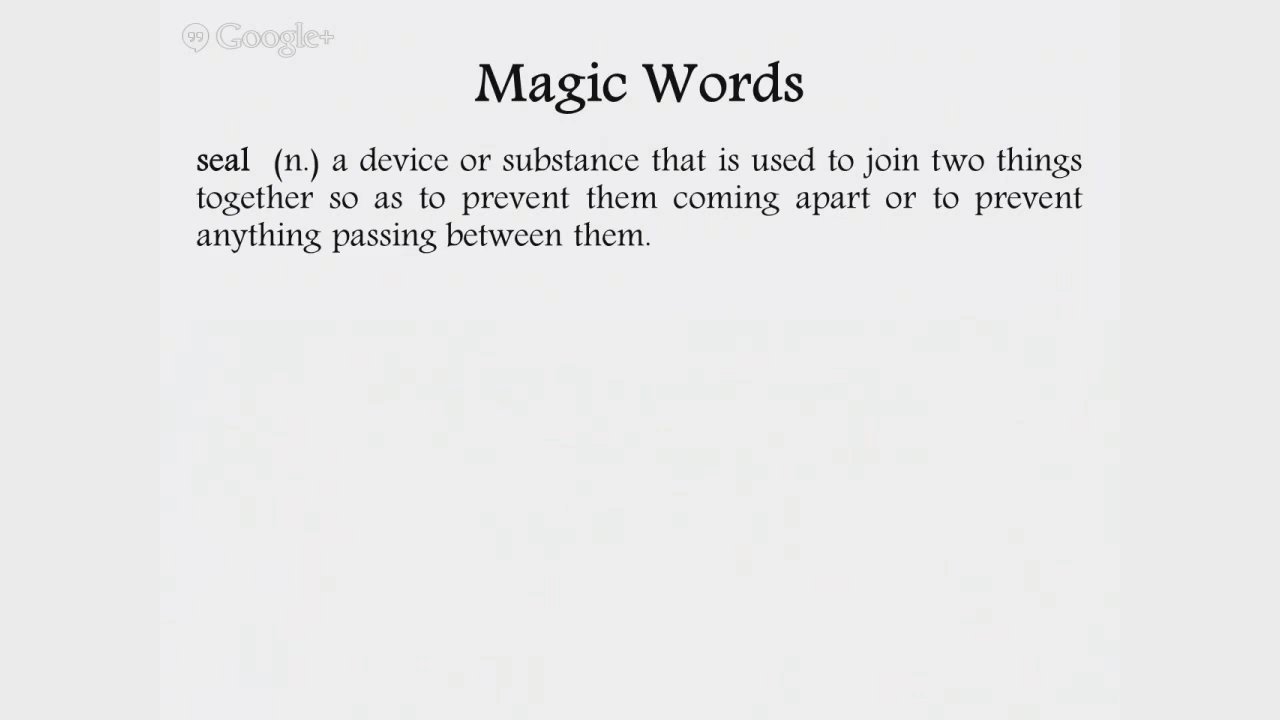 99 Google+
Magic Words
seal (n.) a device or substance that is used to join two things
together so as to prevent them coming apart or to prevent
anything passing between them.